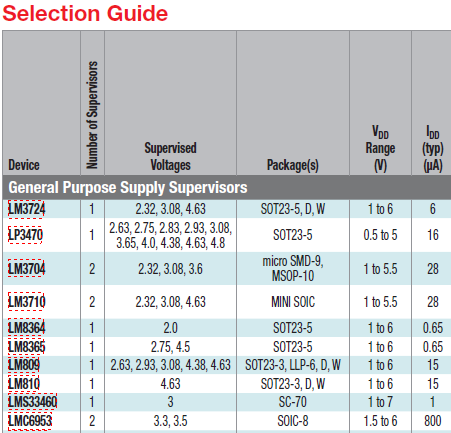 Selection Guide
Device Number of Supervisors Supervised Voltages Package(s) VDD Range (V) IDD (typ) (µA)
General Purpose Supply Supervisors
LM3724 1 2.32, 3.08, 4.63 SOT23-5, D, W 1 to 6 6
LP3470 1 2.63, 2.75, 2.83, 2.93, 3.08, 3.65, 4.0, 4.38, 4.63, 4.8 SOT23-5 0.5 to 5 16
LM3704 2 2.32, 3.08, 3.6 micro SMD-9, MSOP-10 1 to 5.5 28
LM3710 2 2.32, 3.08, 4.63 MINI SOIC 1 to 5.5 28
LM8364 1 2.0 SOT23-5 1 to 6 0.65
LM8365 1 2.75, 4.5 SOT23-5 1 to 6 0.65
LM809 1 2.63, 2.93, 3.08, 4.38, 4.63 SOT23-3, LLP-6, D, W 1 to 6 15
LM810 1 4.63 SOT23-3, D, W 1 to 6 15
LMS33460 1 3 SC-70 1 to 7 1
LMC6953 2 3.3, 3.5 SOIC-8 1.5 to 6 800